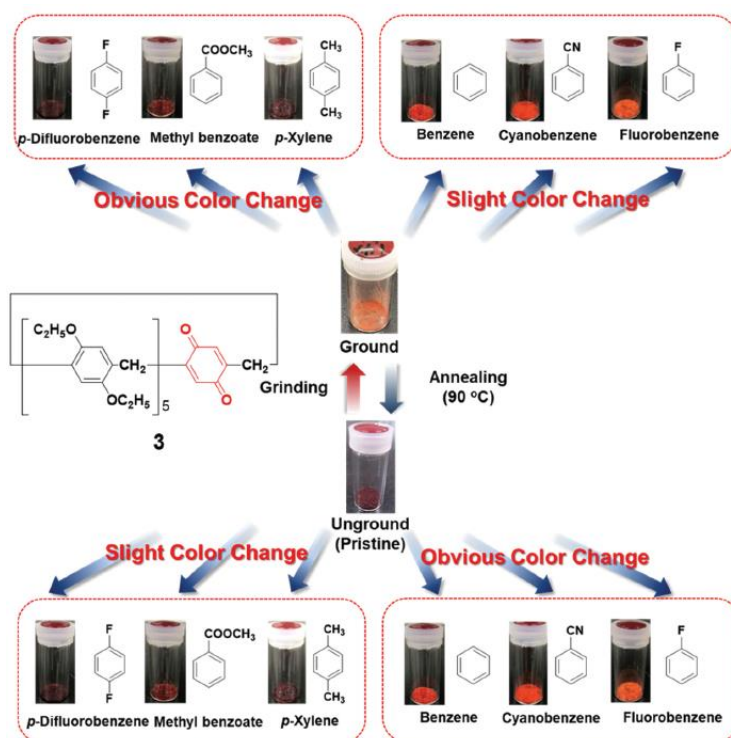 F
F
p-Difluorobenzene
COOCH3
Methyl benzoate
CH3
CH3
p-Xylene
Benzene
CN
Cyanobenzene
F
Fluorobenzene
Obvious Color Change
Slight Color Change
C2H5O
OC2H5
CH2
5
O
O
CH2
3
Ground
Grinding
Annealing
(90 °C)
Unground
(Pristine)
Slight Color Change
Obvious Color Change
F
F
p-Difluorobenzene
COOCH3
Methyl benzoate
CH3
CH3
p-Xylene
Benzene
CN
Cyanobenzene
F
Fluorobenzene